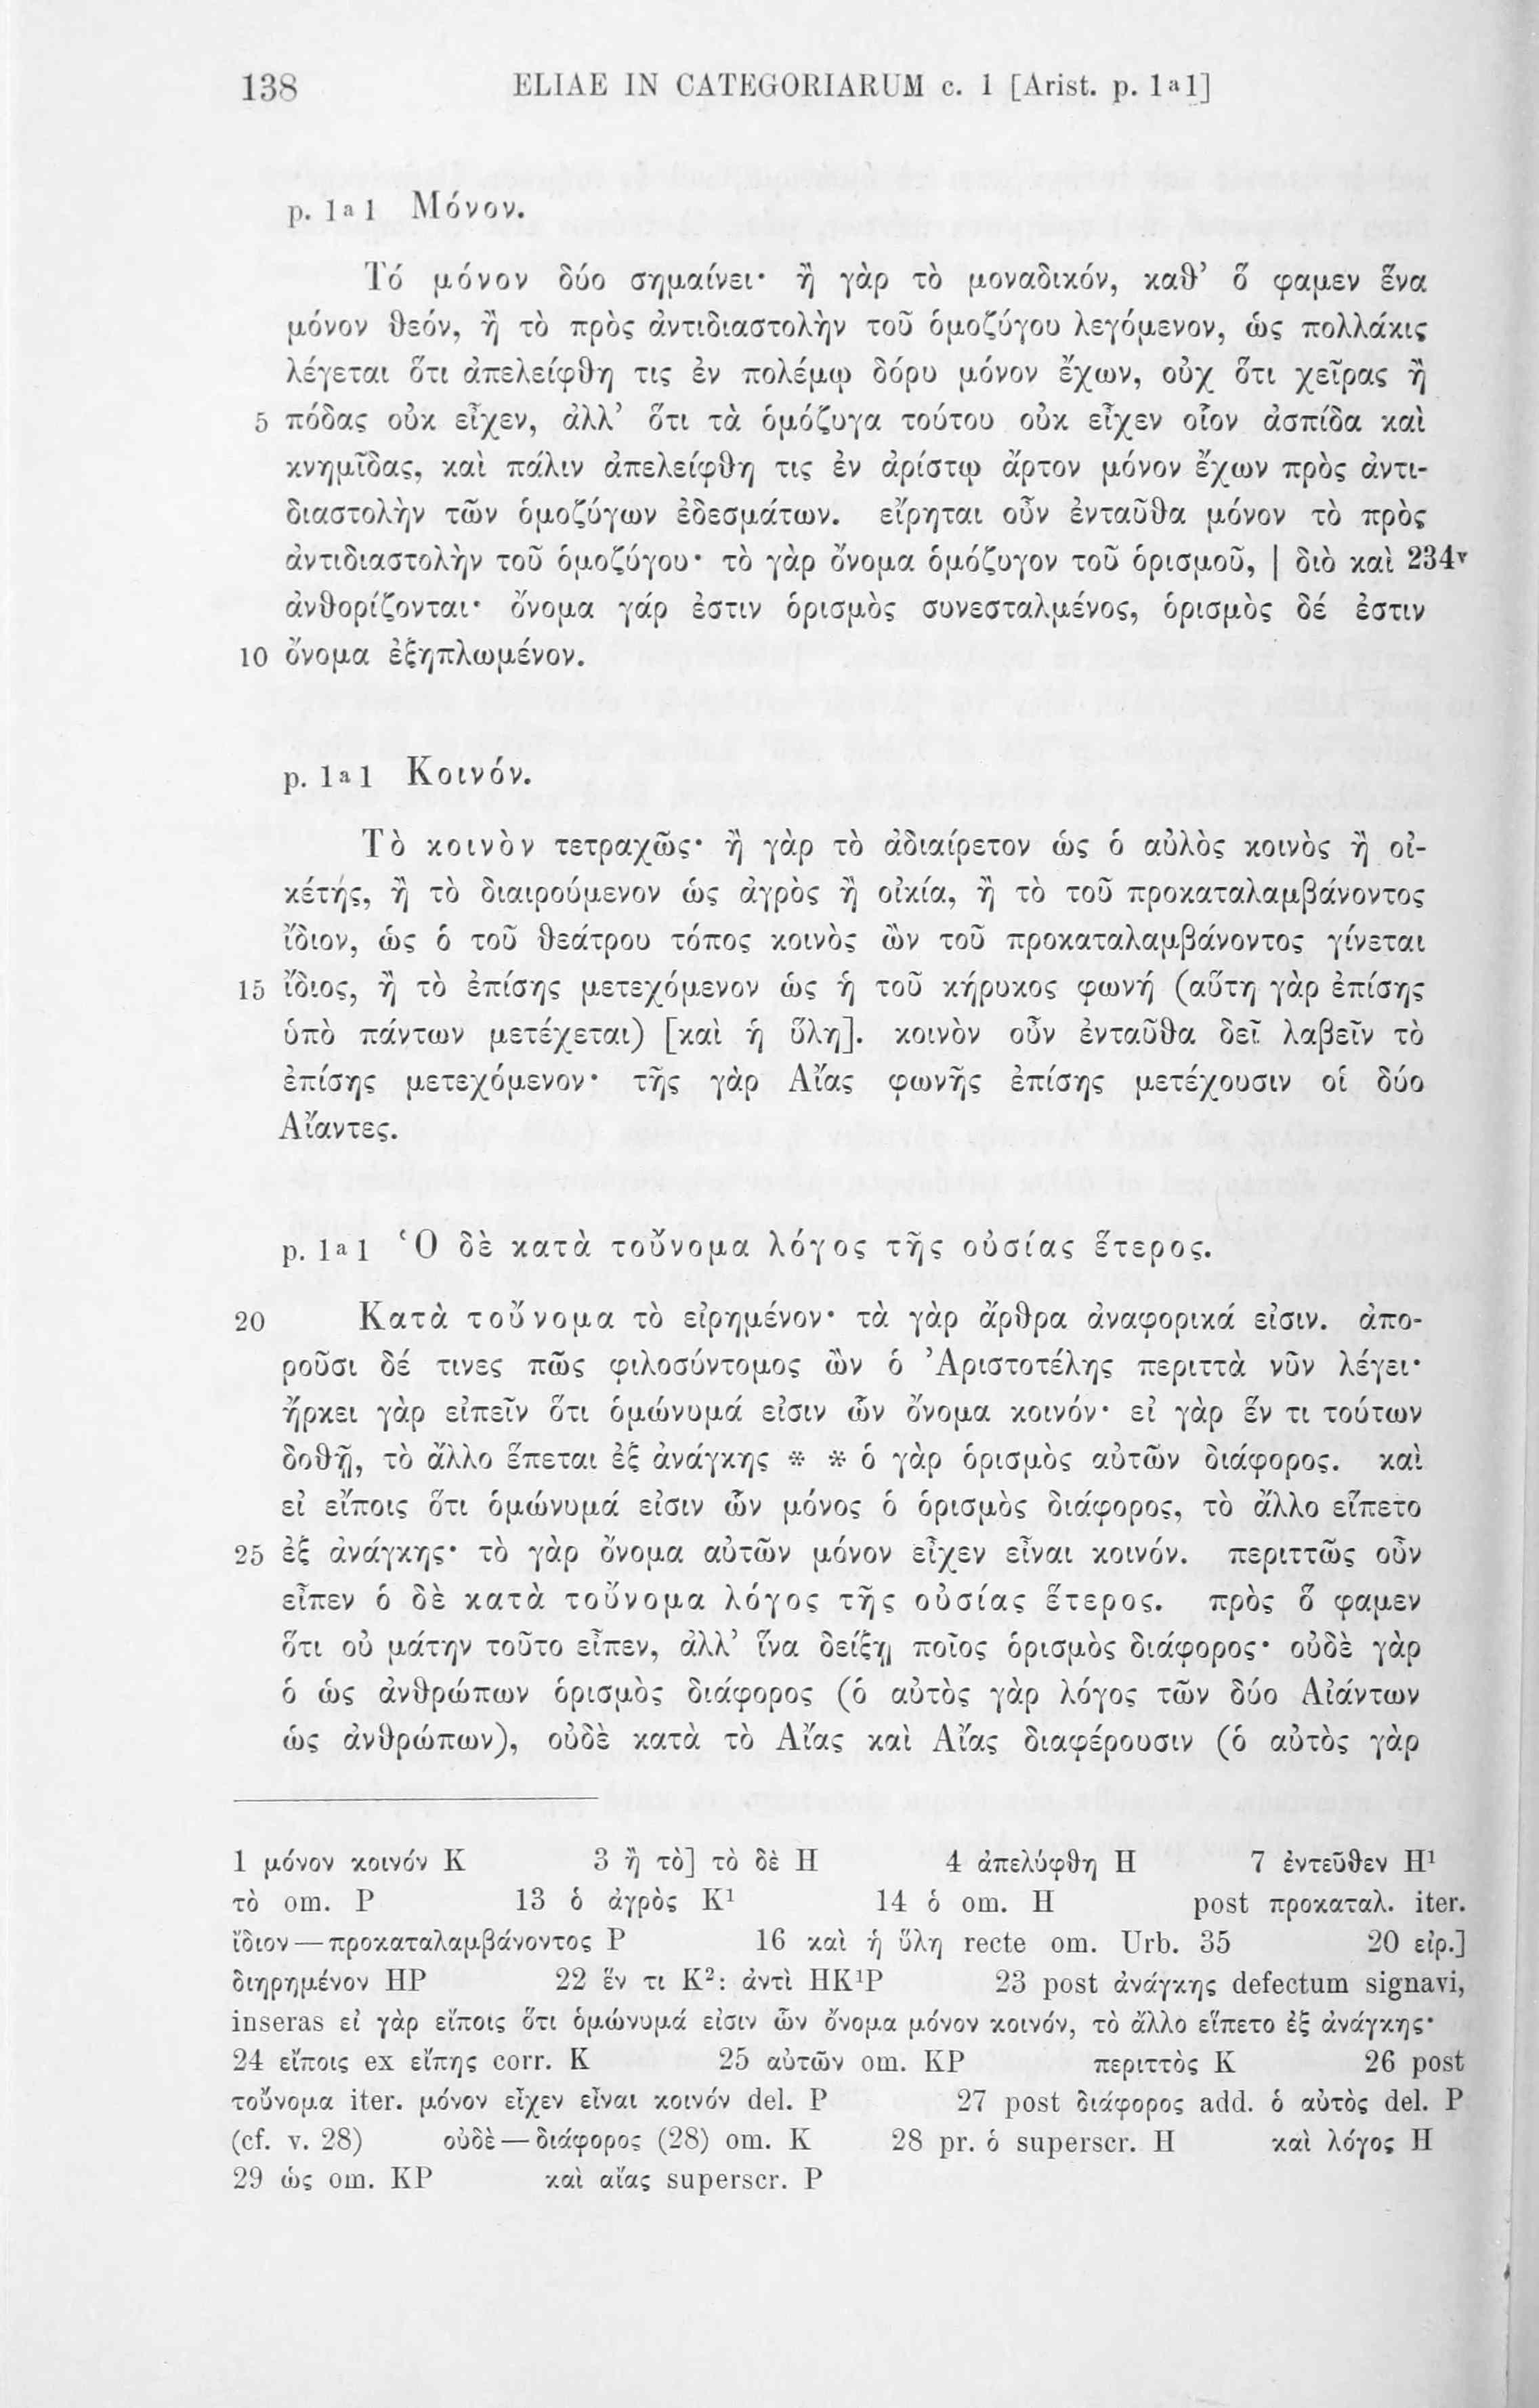 138 ELIAE IN CATEGORIARUM c. 1 [Arist. p. 1a1]
p. 1a1 Μόνον.
Τό μόνον δύο σημαίνει· ἢ γὰρ τὸ μοναδικόν, καθ’ ὅ φαμεν ἕνα
μόνον θεόν, ἢ τὸ πρὸς ἀντιδιαστολὴν τοῦ ὁμοζύγου λεγόμενον, ὡς πολλάκις
λέγεται ὅτι ἀπελείφθη τις ἐν πολέμῳ δόρυ μόνον ἔχων, οὐχ ὅτι χεῖρας ἢ
5 πόδας οὐκ εἶχεν, ἀλλ’ ὅτι τὰ ὁμόζυγα τούτου οὐκ εἶχεν οἷον ἀσπίδα καὶ
κνημῖδας, καὶ πάλιν ἀπελείφθη τις ἐν ἀρίστῳ ἄρτον μόνον ἔχων πρὸς ἀντι-
διαστολὴν τῶν ὁμοζύγων ἐδεσμάτων. εἴρηται οὖν ἐνταῦθα μόνον τὸ πρὸς
ἀντιδιαστολὴν τοῦ ὁμοζύγου· τὸ γὰρ ὄνομα ὁμόζυγον τοῦ ὁρισμοῦ, | διὸ καὶ 234v
ἀνθορίζονται· ὄνομα γάρ ἐστιν ὁρισμὸς συνεσταλμένος, ὁρισμὸς δέ ἐστιν
10 ὄνομα ἐξηπλωμένον.
p. 1a1 Κοινόν.
Τὸ κοινὸν τετραχῶς· ἢ γὰρ τὸ ἀδιαίρετον ὡς ὁ αὐλὸς κοινὸς ἢ οἰ-
κέτης, ἢ τὸ διαιρούμενον ὡς ἀγρὸς ἢ οἰκία, ἢ τὸ τοῦ προκαταλαμβάνοντος
ἴδιον, ὡς ὁ τοῦ θεάτρου τόπος κοινὸς ὢν τοῦ προκαταλαμβάνοντος γίνεται
15 ἴδιος, ἢ τὸ ἐπίσης μετεχόμενον ὡς ἡ τοῦ κήρυκος φωνή (αὕτη γὰρ ἐπίσης
ὑπὸ πάντων μετέχεται) [καὶ ἡ ὕλη]. κοινὸν οὖν ἐνταῦθα δεῖ λαβεῖν τὸ
ἐπίσης μετεχόμενον· τῆς γὰρ Αἴας φωνῆς ἐπίσης μετέχουσιν οἱ δύο
Αἴαντες.
p. 1a1 Ὁ δὲ κατὰ τοὔνομα λόγος τῆς οὐσίας ἕτερος.
20 Κατὰ τοὔνομα τὸ εἰρημένον· τὰ γὰρ ἄρθρα ἀναφορικά εἰσιν. ἀπο-
ροῦσι δέ τινες πῶς φιλοσύντομος ὢν ὁ Ἀριστοτέλης περιττὰ νῦν λέγει·
ἤρκει γὰρ εἰπεῖν ὅτι ὁμώνυμά εἰσιν ὧν ὄνομα κοινόν· εἰ γὰρ ἕν τι τούτων
δοθῇ, τὸ ἄλλο ἕπεται ἐξ ἀνάγκης * * ὁ γὰρ ὁρισμὸς αὐτῶν διάφορος. καὶ
εἰ εἴποις ὅτι ὁμώνυμά εἰσιν ὧν μόνος ὁ ὁρισμὸς διάφορος, τὸ ἄλλο εἵπετο
25 ἐξ ἀνάγκης· τὸ γὰρ ὄνομα αὐτῶν μόνον εἶχεν εἶναι κοινόν. περιττῶς οὖν
εἶπεν ὁ δὲ κατὰ τοὔνομα λόγος τῆς οὐσίας ἕτερος. πρὸς ὅ φαμεν
ὅτι οὐ μάτην τοῦτο εἶπεν, ἀλλ’ ἵνα δείξῃ ποῖος ὁρισμὸς διάφορος· οὐδὲ γὰρ
ὁ ὡς ἀνθρώπων ὁρισμὸς διάφορος (ὁ αὐτὸς γὰρ λόγος τῶν δύο Αἰάντων
ὡς ἀνθρώπων), οὐδὲ κατὰ τὸ Αἴας καὶ Αἴας διαφέρουσιν (ὁ αὐτὸς γὰρ
1 μόνον κοινόν K 3 ἢ τὸ] τὸ δὲ H 4 ἀπελύφθη H 7 ἐντεῦθεν H1
τὸ om. P 13 ὁ ἀγρὸς K1 14 ὁ om. H post προκαταλ. iter.
ἴδιον — προκαταλαμβάνοντος P 16 καὶ ἡ ὕλη recte om. Urb. 35 20 εἰρ.]
διηρημένον HP 22 ἕν τι K2: ἀντὶ HK1P 23 post ἀνάγκης defectum signavi,
inseras εἰ γὰρ εἴποις ὅτι ὁμώνυμά εἰσιν ὧν ὄνομα μόνον κοινόν, τὸ ἄλλο εἵπετο ἐξ ἀνάγκης·
24 εἴποις ex εἴπης corr. K 25 αὐτῶν om. KP περιττὸς K 26 post
τοὔνομα iter. μόνον εἶχεν εἶναι κοινόν del. P 27 post διάφορος add. ὁ αὐτὸς del. P
(cf. v. 28) οὐδὲ — διάφορος (28) om. K 28 pr. ὁ superscr. H καὶ λόγος H
29 ὡς om. KP καὶ αἴας superscr. P